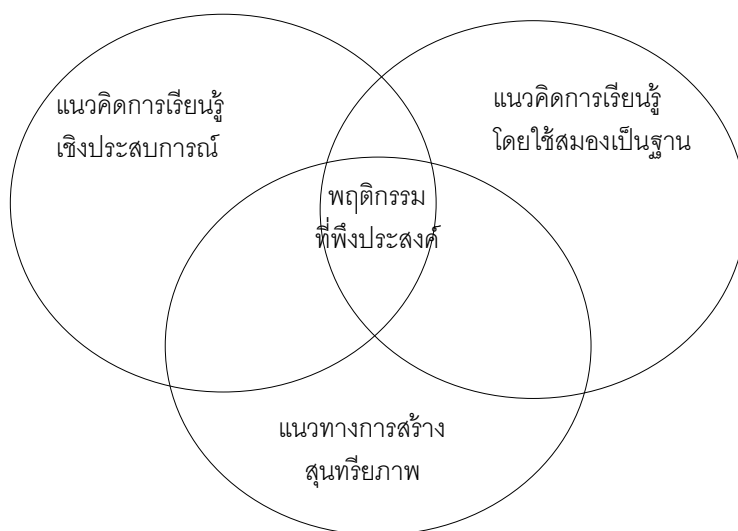 แนวคิดการเรียนรู้
เชิงประสบการณ์
แนวคิดการเรียนรู้
โดยใช้สมองเป็นฐาน
พฤติกรรม
ที่พึงประสงค์
แนวทางการสร้าง
สุนทรียภาพ